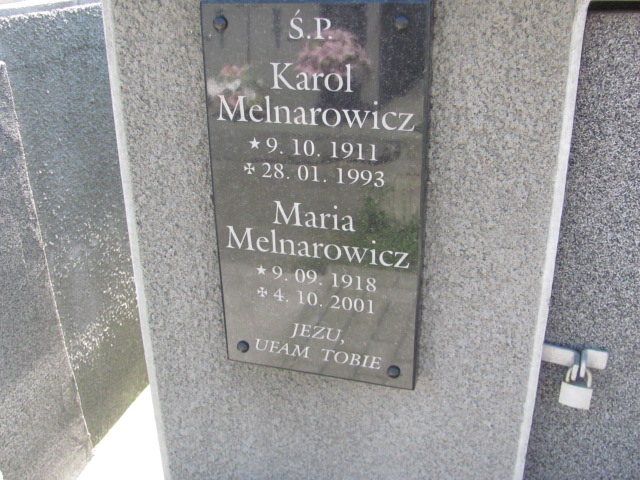 Ś.P.
Karol
Melnarowicz
★ 9. 10. 1911
✠ 28. 01. 1993
Maria
Melnarowicz
★ 9. 09. 1918
✠ 4. 10. 2001
JEZU,
UFAM TOBIE